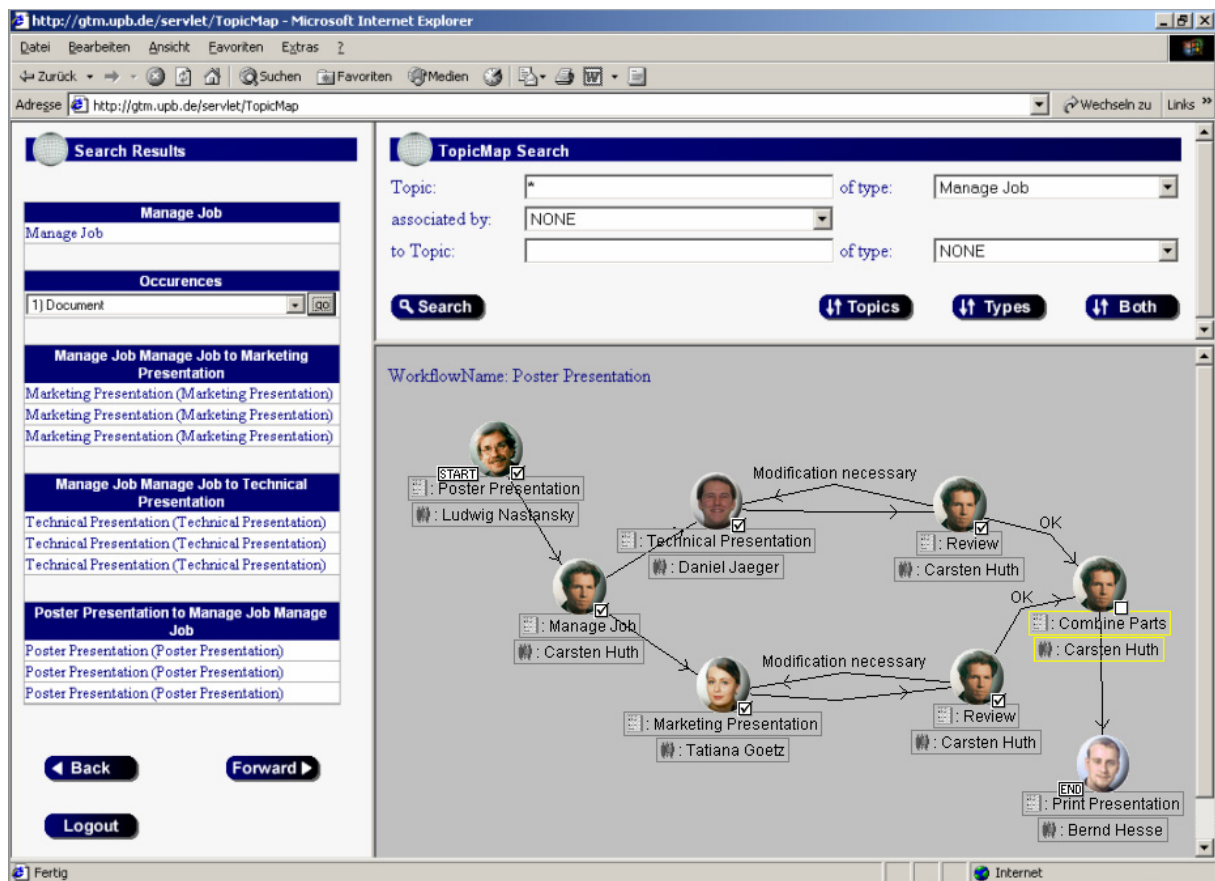 http://gtm.upb.de/servlet/TopicMap - Microsoft Internet Explorer
Datei Bearbeiten Ansicht Favoriten Extras ?
Zurück Suchen Favoriten Medien
Adresse http://gtm.upb.de/servlet/TopicMap Wechseln zu Links »
Search Results
Manage Job
Manage Job
Occurences
1) Document go
Manage Job Manage Job to Marketing
Presentation
Marketing Presentation (Marketing Presentation)
Marketing Presentation (Marketing Presentation)
Marketing Presentation (Marketing Presentation)
Manage Job Manage Job to Technical
Presentation
Technical Presentation (Technical Presentation)
Technical Presentation (Technical Presentation)
Technical Presentation (Technical Presentation)
Poster Presentation to Manage Job Manage
Job
Poster Presentation (Poster Presentation)
Poster Presentation (Poster Presentation)
Poster Presentation (Poster Presentation)
Back Forward
Logout
TopicMap Search
Topic: * of type: Manage Job
associated by: NONE
to Topic: of type: NONE
Search Topics Types Both
WorkflowName: Poster Presentation
START
: Poster Presentation
: Ludwig Nastansky
Modification necessary
: Technical Presentation
: Daniel Jaeger
: Review
: Carsten Huth
OK
: Manage Job
: Carsten Huth
OK
: Combine Parts
: Carsten Huth
Modification necessary
: Marketing Presentation
: Tatiana Goetz
: Review
: Carsten Huth
END
: Print Presentation
: Bernd Hesse
Fertig Internet